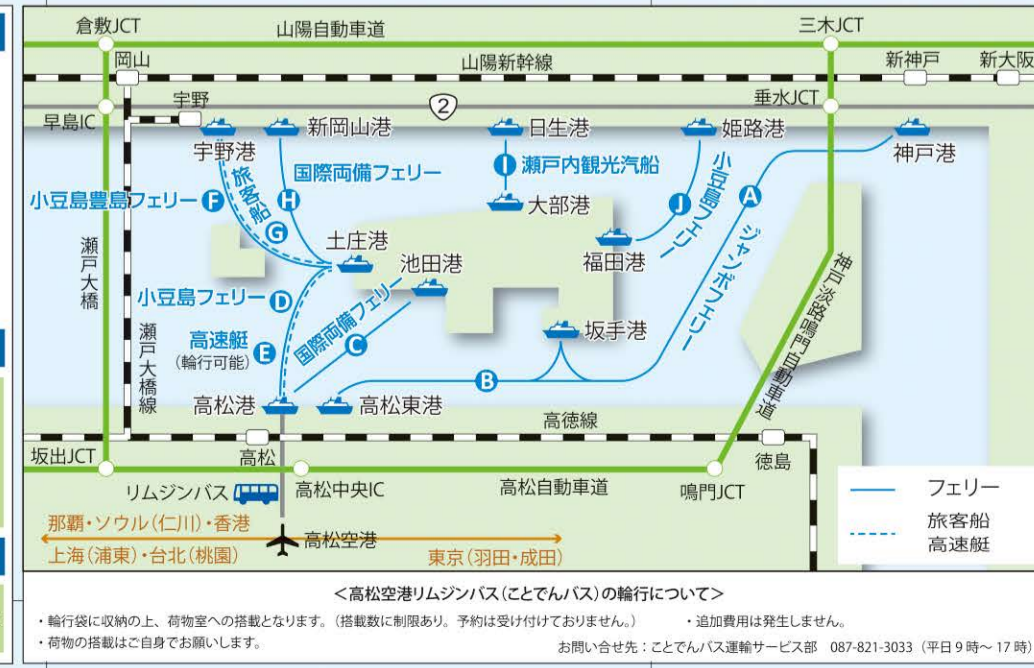 倉敷JCT
山陽自動車道
三木JCT
岡山
山陽新幹線
新神戸
新大阪
早島IC
宇野
2
垂水JCT
宇野港
新岡山港
日生港
姫路港
神戸港
小豆島豊島フェリー F
旅客船 G
国際両備フェリー
H
I 瀬戸内観光汽船
大部港
J
小豆島フェリー
A
ジャンボフェリー
瀬戸大橋
土庄港
池田港
福田港
小豆島フェリー D
高速艇 E
(輪行可能)
国際両備フェリー
C
坂手港
B
神戸淡路鳴門自動車道
瀬戸大橋線
高松港
高松東港
高徳線
坂出JCT
高松
徳島
リムジンバス
高松中央IC
高松自動車道
鳴門JCT
那覇・ソウル(仁川)・香港
上海(浦東)・台北(桃園)
高松空港
東京(羽田・成田)
フェリー
旅客船
高速艇
<高松空港リムジンバス(ことでんバス)の輪行について>
・輪行袋に収納の上、荷物室への搭載となります。(搭載数に制限あり。予約は受け付けておりません。)
・追加費用は発生しません。
・荷物の搭載はご自身でお願いします。
お問い合せ先:ことでんバス運輸サービス部 087-821-3033 (平日9時~17時)